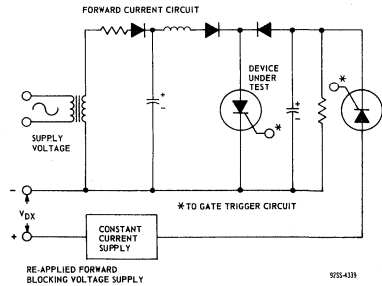 FORWARD CURRENT CIRCUIT
DEVICE
UNDER
TEST
*
*
+
-
+
-
SUPPLY
VOLTAGE
-
V_DX
+
* TO GATE TRIGGER CIRCUIT
CONSTANT
CURRENT
SUPPLY
RE-APPLIED FORWARD
BLOCKING VOLTAGE SUPPLY
92SS-4339